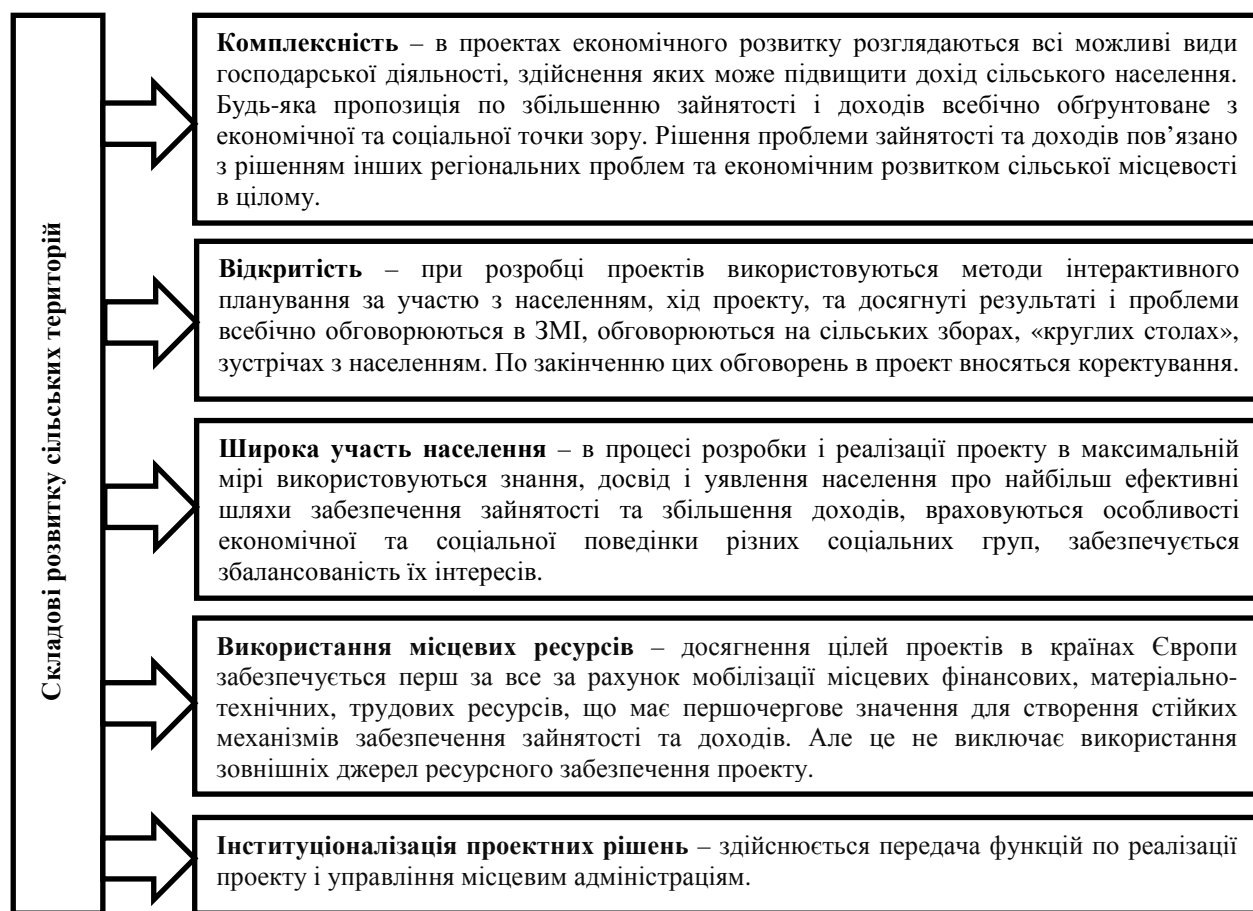 Складові розвитку сільських територій
Комплексність – в проектах економічного розвитку розглядаються всі можливі види
господарської діяльності, здійснення яких може підвищити дохід сільського населення.
Будь-яка пропозиція по збільшенню зайнятості і доходів всебічно обґрунтоване з
економічної та соціальної точки зору. Рішення проблеми зайнятості та доходів пов’язано
з рішенням інших регіональних проблем та економічним розвитком сільської місцевості
в цілому.
Відкритість – при розробці проектів використовуються методи інтерактивного
планування за участю з населенням, хід проекту, та досягнуті результаті і проблеми
всебічно обговорюються в ЗМІ, обговорюються на сільських зборах, «круглих столах»,
зустрічах з населенням. По закінченню цих обговорень в проект вносяться коректування.
Широка участь населення – в процесі розробки і реалізації проекту в максимальній
мірі використовуються знання, досвід і уявлення населення про найбільш ефективні
шляхи забезпечення зайнятості та збільшення доходів, враховуються особливості
економічної та соціальної поведінки різних соціальних груп, забезпечується
збалансованість їх інтересів.
Використання місцевих ресурсів – досягнення цілей проектів в країнах Європи
забезпечується перш за все за рахунок мобілізації місцевих фінансових, матеріально-
технічних, трудових ресурсів, що має першочергове значення для створення стійких
механізмів забезпечення зайнятості та доходів. Але це не виключає використання
зовнішніх джерел ресурсного забезпечення проекту.
Інституціоналізація проектних рішень – здійснюється передача функцій по реалізації
проекту і управління місцевим адміністраціям.